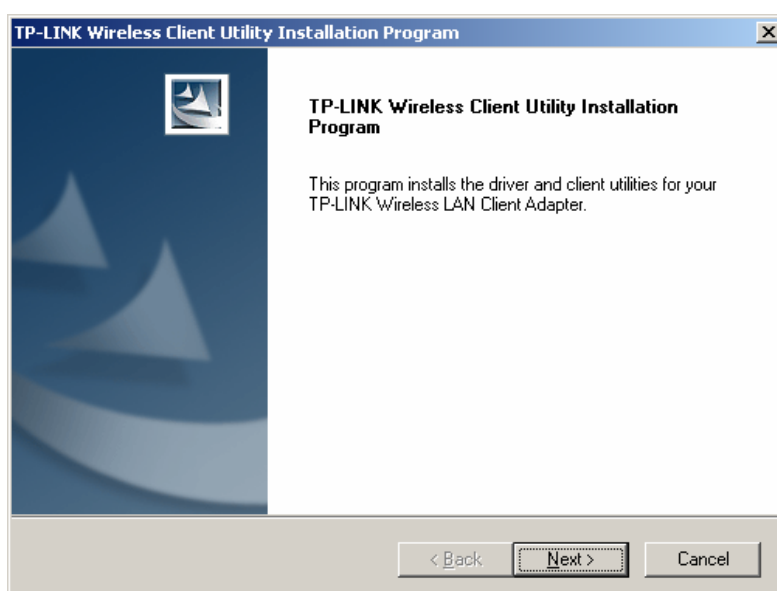 TP-LINK Wireless Client Utility Installation Program
TP-LINK Wireless Client Utility Installation
Program
This program installs the driver and client utilities for your
TP-LINK Wireless LAN Client Adapter.
< Back Next > Cancel